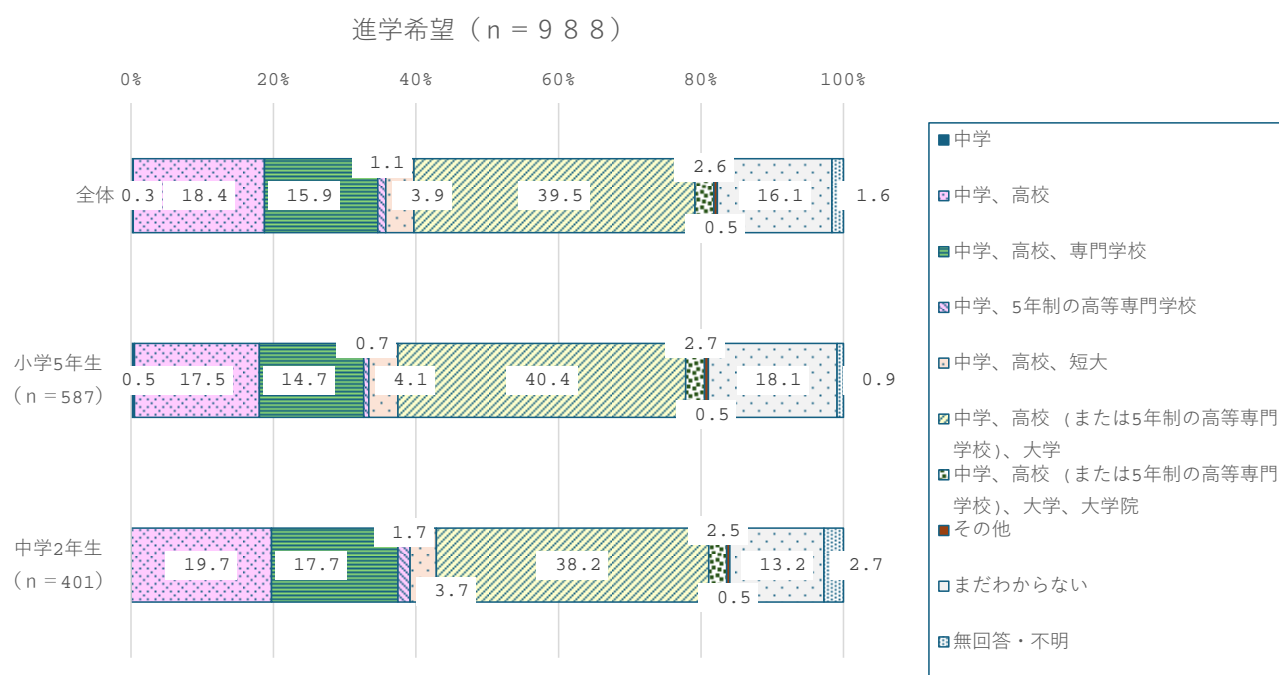 進学希望（ｎ＝９８８）
0% 20% 40% 60% 80% 100%
全体 0.3 18.4 15.9 1.1 3.9 39.5 2.6 0.5 16.1 1.6
小学5年生
（ｎ＝587）
0.5 17.5 14.7 0.7 4.1 40.4 2.7 0.5 18.1 0.9
中学2年生
（ｎ＝401）
19.7 17.7 1.7 3.7 38.2 2.5 0.5 13.2 2.7
中学
中学、高校
中学、高校、専門学校
中学、5年制の高等専門学校
中学、高校、短大
中学、高校（または5年制の高等専門
学校)、大学
中学、高校（または5年制の高等専門
学校)、大学、大学院
その他
まだわからない
無回答・不明